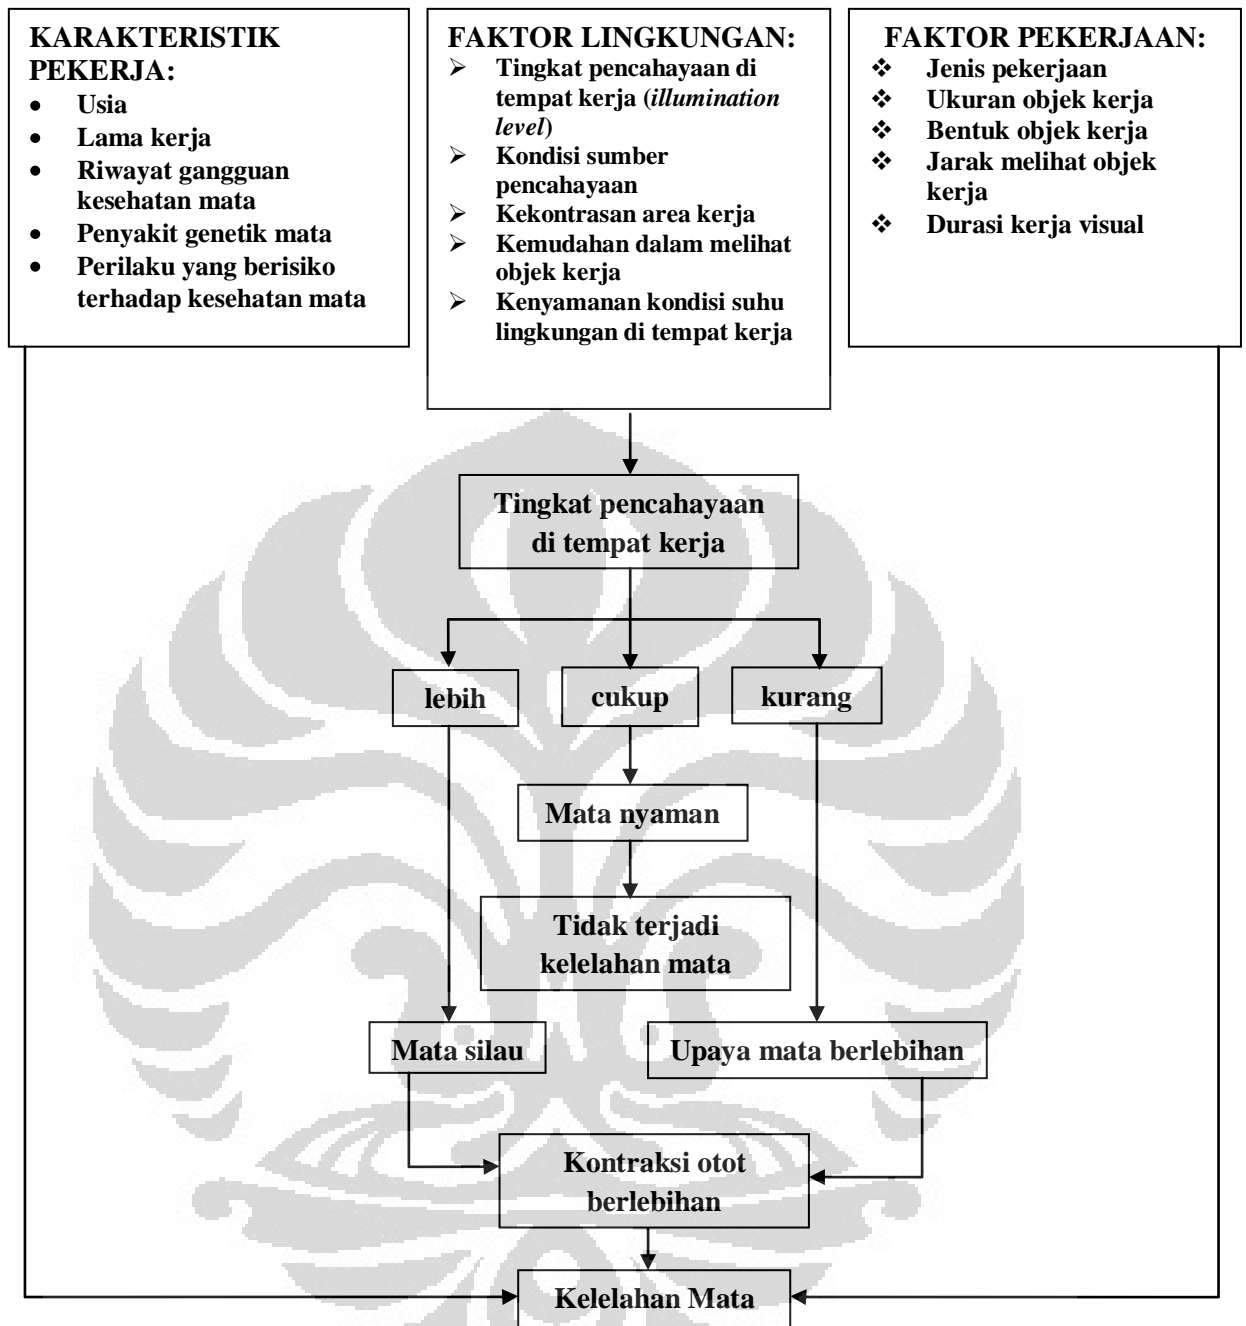 KARAKTERISTIK
PEKERJA:
• Usia
• Lama kerja
• Riwayat gangguan
kesehatan mata
• Penyakit genetik mata
• Perilaku yang berisiko
terhadap kesehatan mata
FAKTOR LINGKUNGAN:
➢ Tingkat pencahayaan di
tempat kerja (illumination
level)
➢ Kondisi sumber
pencahayaan
➢ Kekontrasan area kerja
➢ Kemudahan dalam melihat
objek kerja
➢ Kenyamanan kondisi suhu
lingkungan di tempat kerja
FAKTOR PEKERJAAN:
❖ Jenis pekerjaan
❖ Ukuran objek kerja
❖ Bentuk objek kerja
❖ Jarak melihat objek
kerja
❖ Durasi kerja visual
Tingkat pencahayaan
di tempat kerja
lebih
cukup
kurang
Mata nyaman
Tidak terjadi
kelelahan mata
Mata silau
Upaya mata berlebihan
Kontraksi otot
berlebihan
Kelelahan Mata